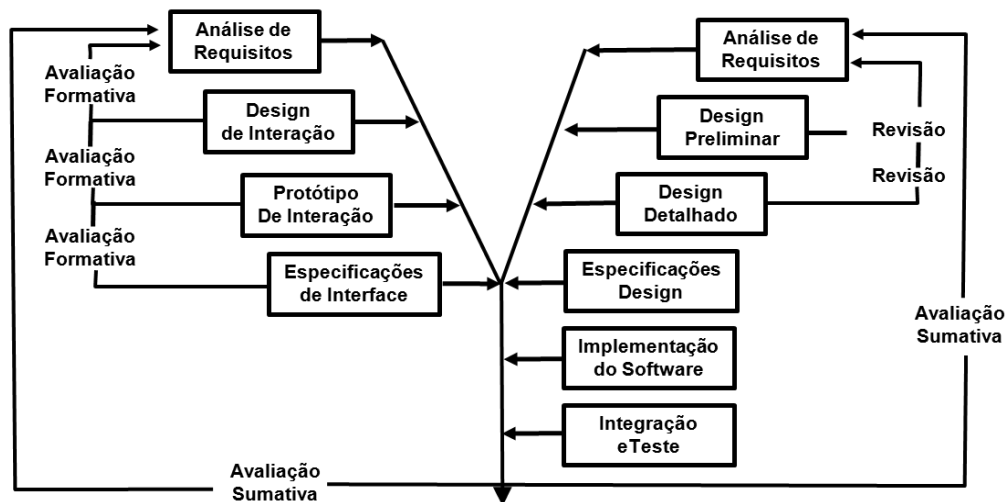 Análise de
Requisitos
Avaliação
Formativa
Design
de Interação
Avaliação
Formativa
Protótipo
De Interação
Avaliação
Formativa
Especificações
de Interface
Análise de
Requisitos
Design
Preliminar
Revisão
Revisão
Design
Detalhado
Especificações
Design
Avaliação
Sumativa
Implementação
do Software
Integração
eTeste
Avaliação
Sumativa